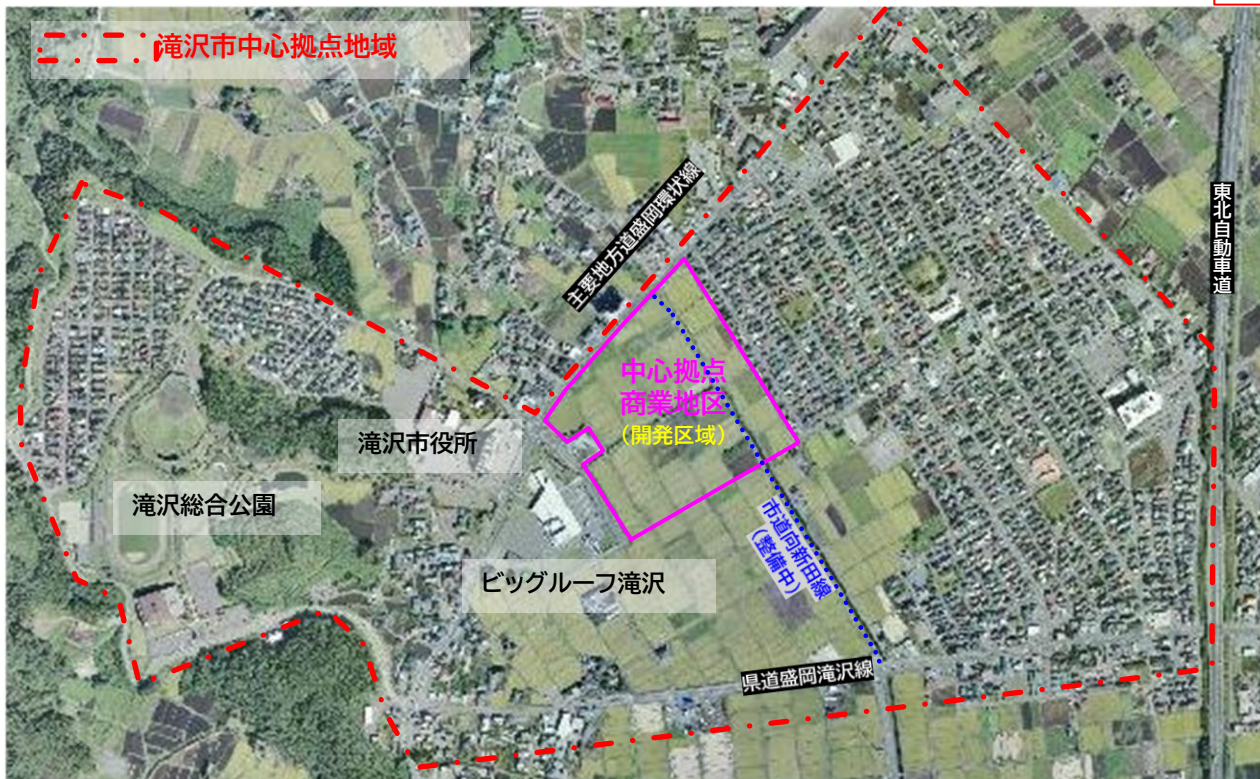 滝沢市中心拠点地域
主要地方道盛岡環状線
東北自動車道
中心拠点
商業地区
（開発区域）
滝沢市役所
滝沢総合公園
市道向新田線
（整備中）
ビッグルーフ滝沢
県道盛岡滝沢線